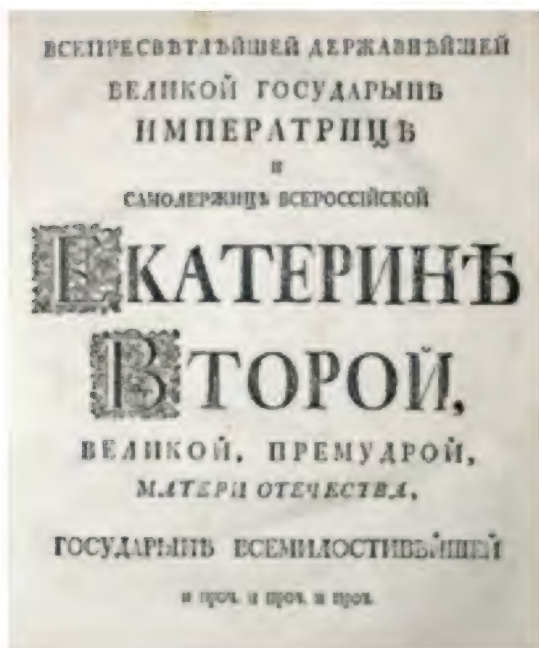 ВСЕПРЕСВѢТЛѢЙШЕЙ ДЕРЖАВНѢЙШЕЙ
ВЕЛИКОЙ ГОСУДАРЫНѢ
ИМПЕРАТРИЦѢ
И
САМОДЕРЖИЦѢ ВСЕРОССІЙСКОЙ
ЕКАТЕРИНѢ
ВТОРОЙ,
ВЕЛИКОЙ, ПРЕМУДРОЙ,
МАТЕРИ ОТЕЧЕСТВА,
ГОСУДАРЫНѢ ВСЕМИЛОСТИВѢЙШЕЙ
и проч. и проч. и проч.